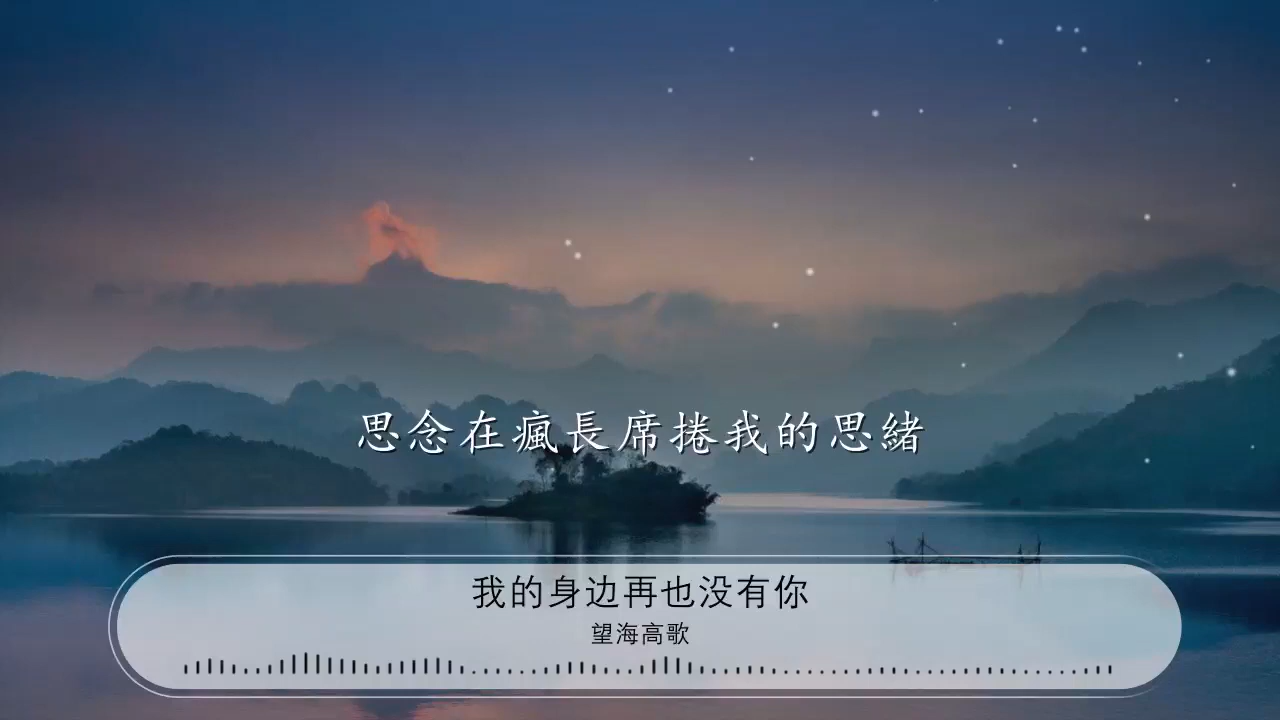 思念在瘋長席捲我的思緒
我的身边再也没有你
望海高歌